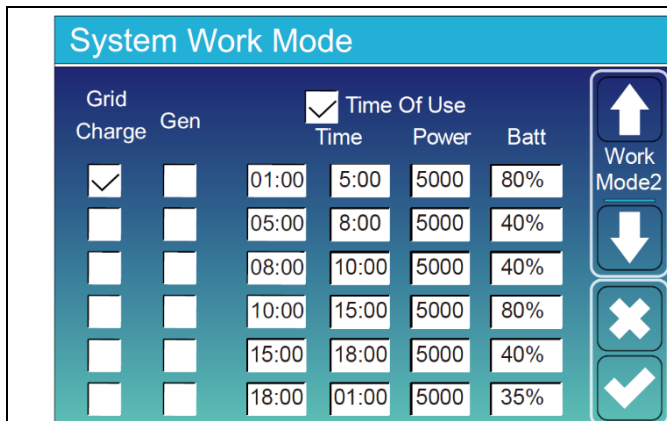 System Work Mode
Grid
Charge
Gen
Time Of Use
Time Power Batt
01:00 5:00 5000 80%
05:00 8:00 5000 40%
08:00 10:00 5000 40%
10:00 15:00 5000 80%
15:00 18:00 5000 40%
18:00 01:00 5000 35%
Work
Mode2